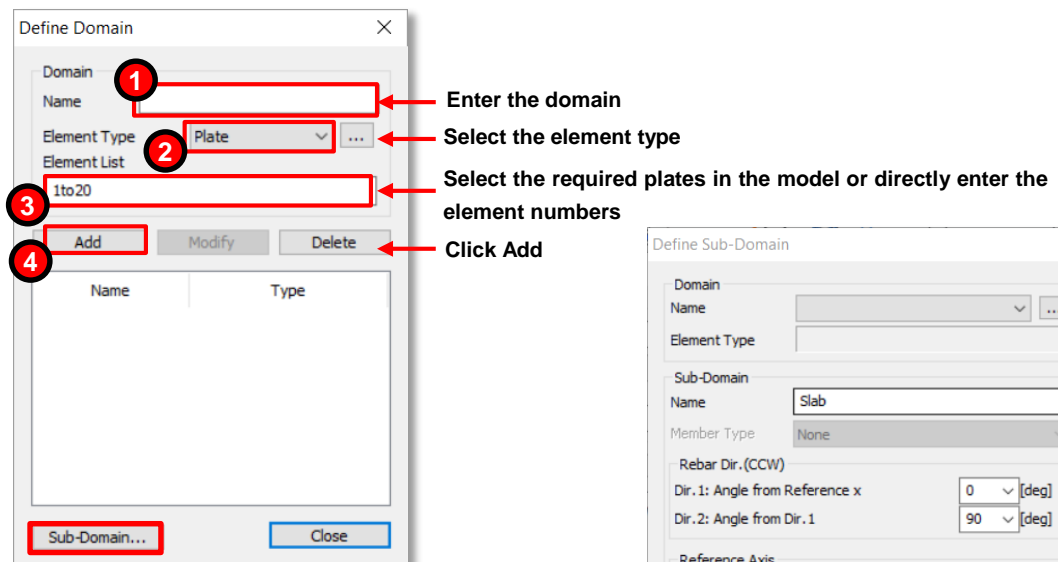 Define Domain
Domain
1
Name
Enter the domain
Element Type
2
Plate
...
Select the element type
Element List
3
1to20
Select the required plates in the model or directly enter the
element numbers
4
Add
Modify
Delete
Click Add
Name
Type
Sub-Domain...
Close
Define Sub-Domain
Domain
Name
Element Type
Sub-Domain
Name
Slab
Member Type
None
Rebar Dir.(CCW)
Dir.1: Angle from Reference x
0
[deg]
Dir.2: Angle from Dir.1
90
[deg]
Reference Axis